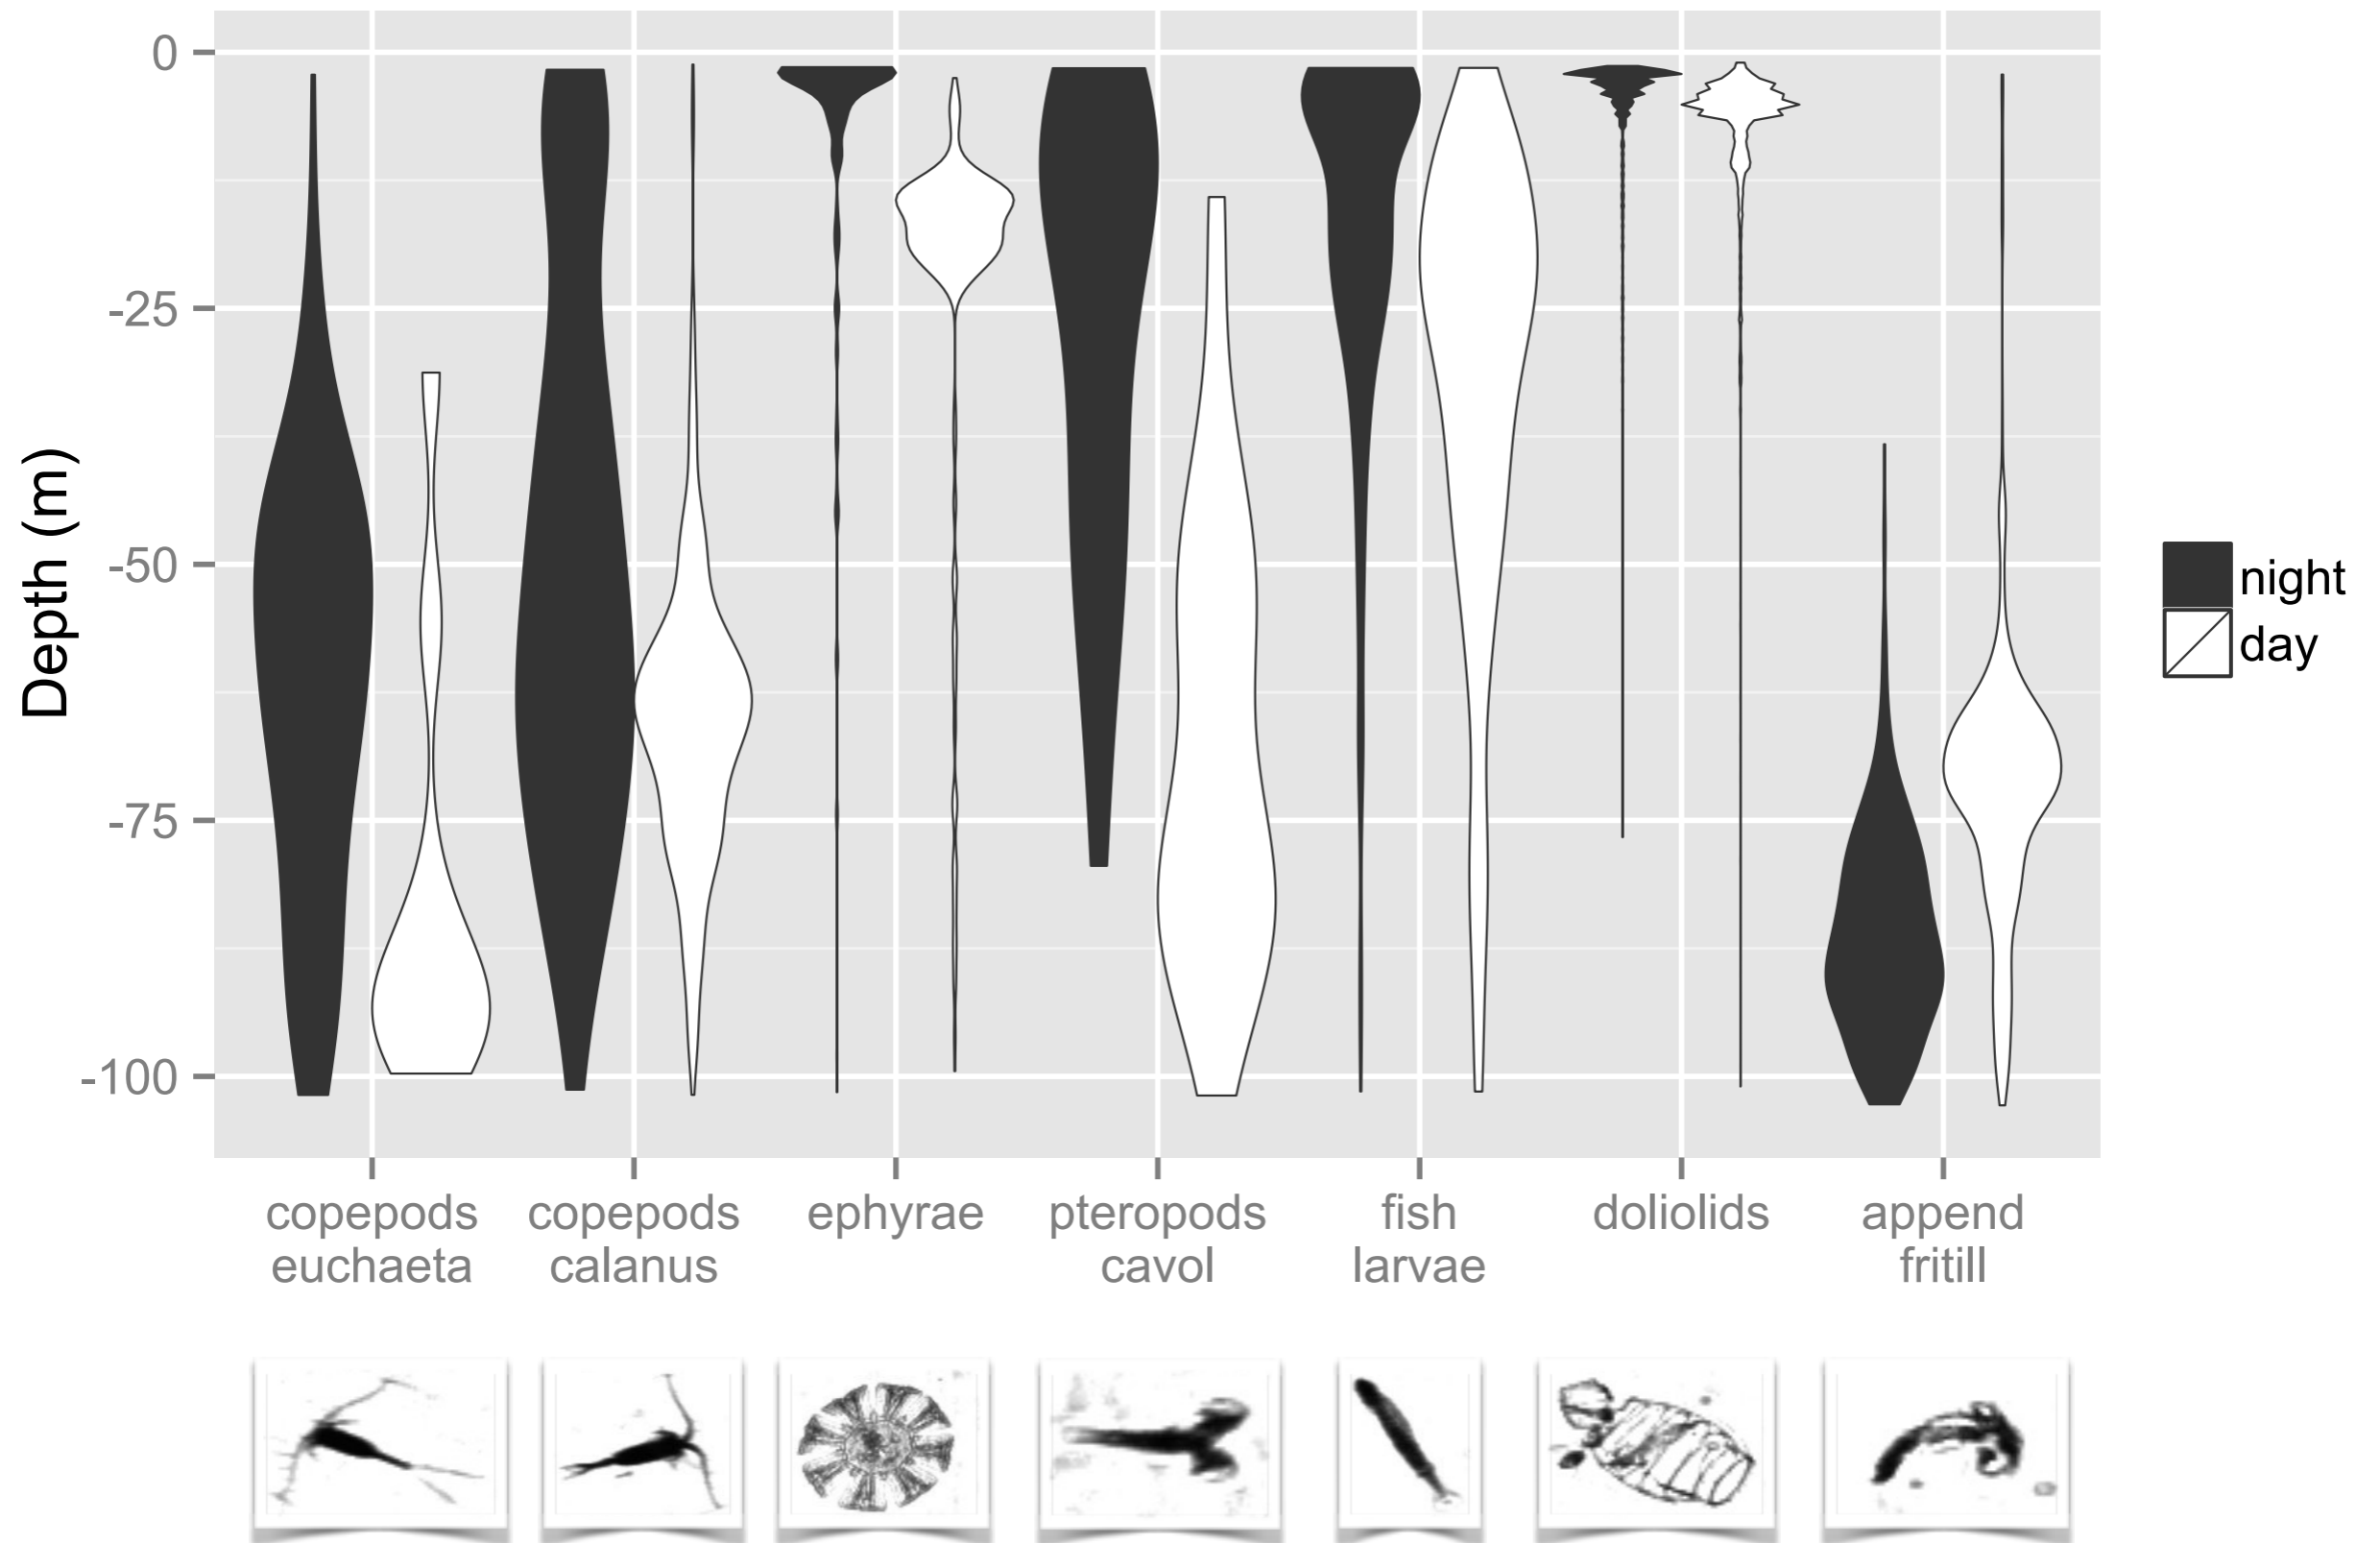 Depth (m)
0
-25
-50
-75
-100
night
day
copepods euchaeta
copepods calanus
ephyrae
pteropods cavol
fish larvae
doliolids
append fritill